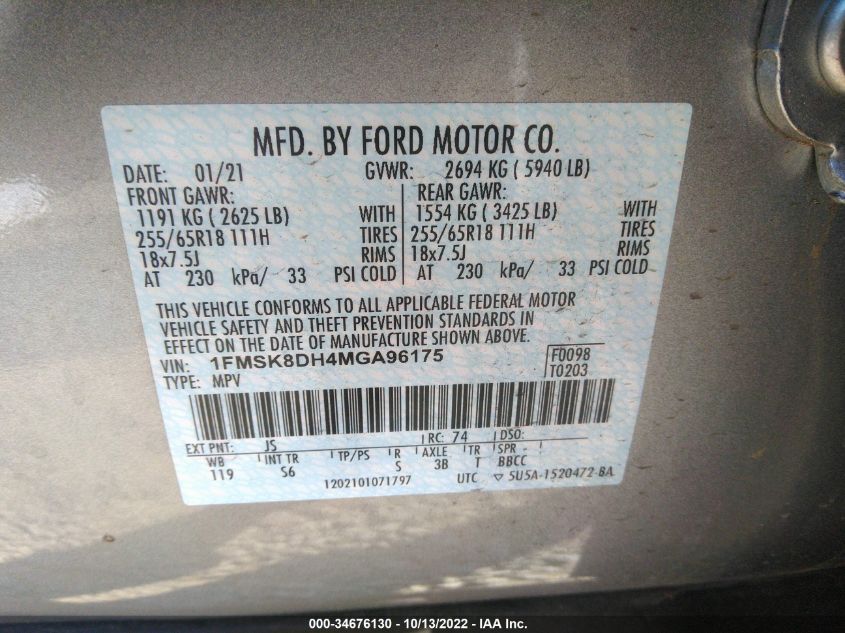 MFD. BY FORD MOTOR CO.
DATE: 01/21 GVWR: 2694 KG ( 5940 LB)
FRONT GAWR: REAR GAWR:
1191 KG ( 2625 LB) WITH 1554 KG ( 3425 LB) WITH
255/65R18 111H TIRES 255/65R18 111H TIRES
18x7.5J RIMS 18x7.5J RIMS
AT 230 kPa/ 33 PSI COLD AT 230 kPa/ 33 PSI COLD
THIS VEHICLE CONFORMS TO ALL APPLICABLE FEDERAL MOTOR
VEHICLE SAFETY AND THEFT PREVENTION STANDARDS IN
EFFECT ON THE DATE OF MANUFACTURE SHOWN ABOVE.
VIN: 1FMSK8DH4MGA96175 F0098
TYPE: MPV T0203
EXT PNT: JS RC: 74 DSO:
WB INT TR TP/PS R AXLE TR SPR
119 S6 S 3B T BBCC
1202101071797 UTC ▽ 5U5A-1520472-BA
000-34676130 - 10/13/2022 - IAA Inc.